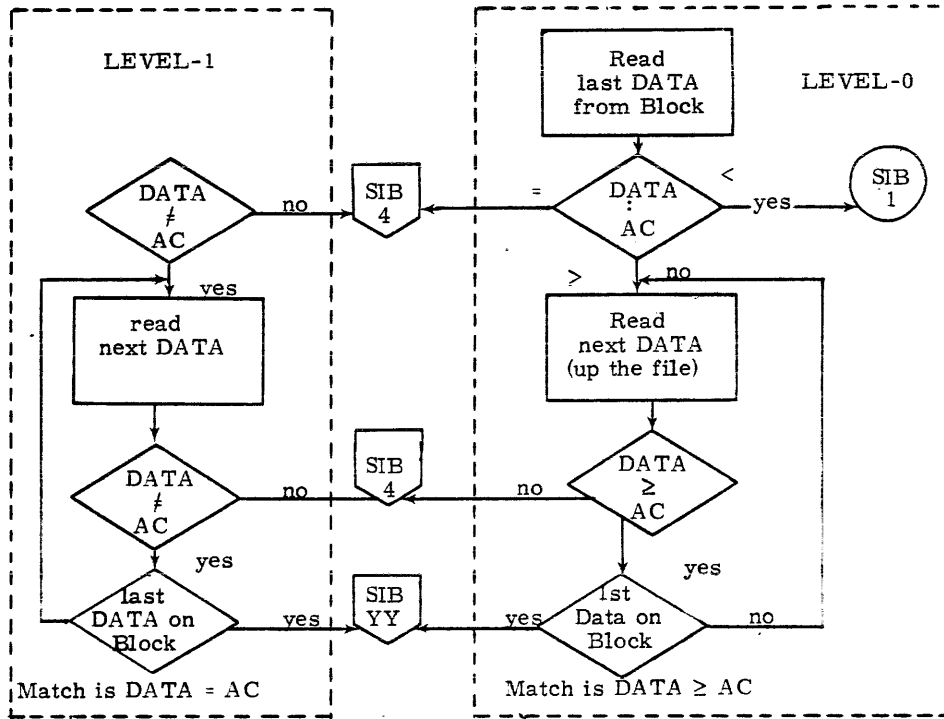 LEVEL-1
DATA
≠
AC
no
yes
read
next DATA
DATA
≠
AC
no
yes
last
DATA on
Block
yes
Match is DATA = AC
SIB
4
SIB
4
SIB
YY
LEVEL-0
Read
last DATA
from Block
=
DATA
:
AC
<
yes
SIB
1
>
no
Read
next DATA
(up the file)
DATA
≥
AC
no
yes
1st
Data on
Block
yes
no
Match is DATA ≥ AC